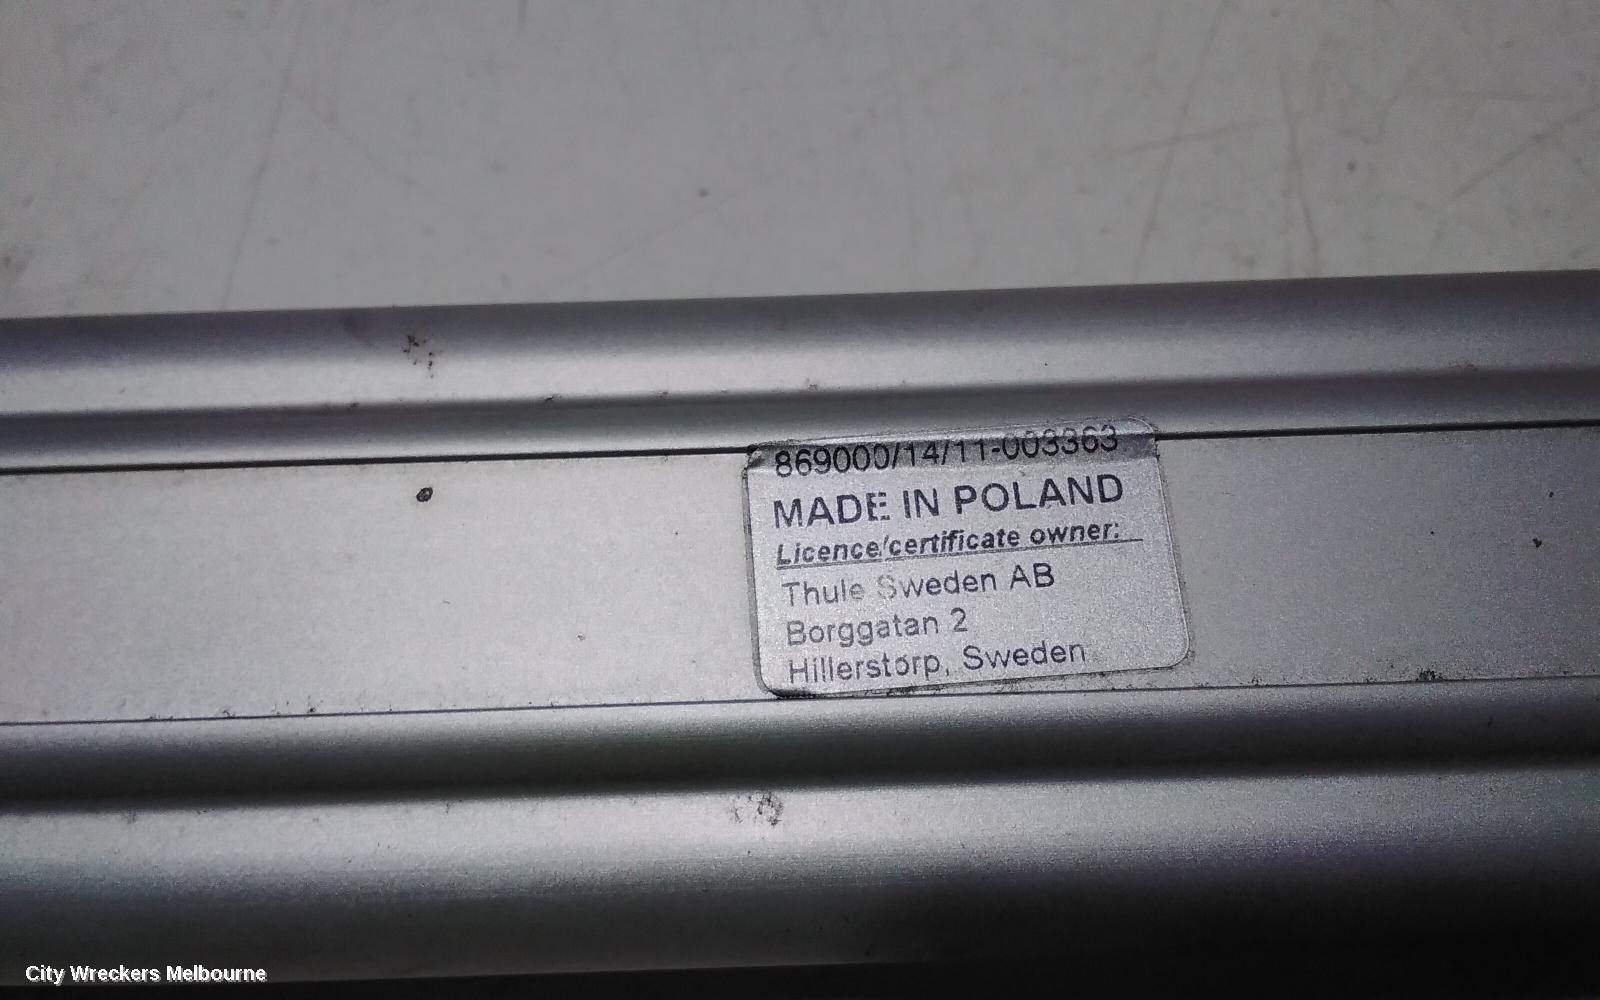 869000/14/11-003363
MADE IN POLAND
Licence/certificate owner:
Thule Sweden AB
Borggatan 2
Hillerstorp, Sweden
City Wreckers Melbourne